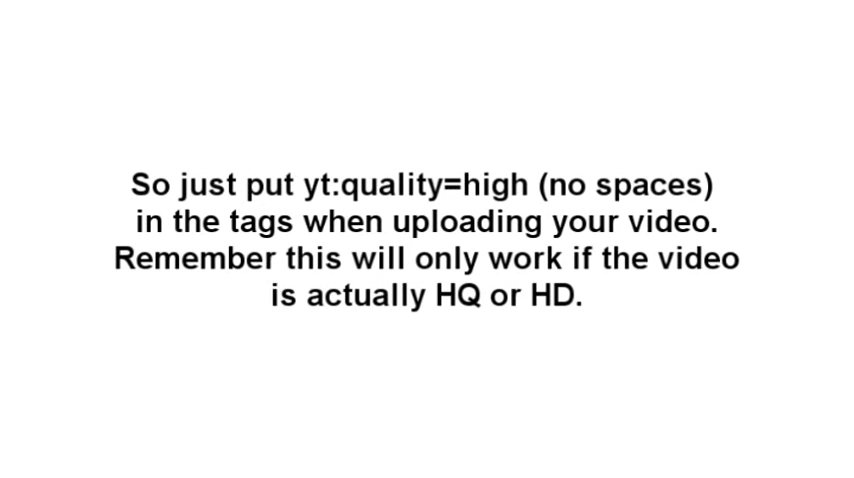 So just put yt:quality=high (no spaces)
in the tags when uploading your video.
Remember this will only work if the video
is actually HQ or HD.